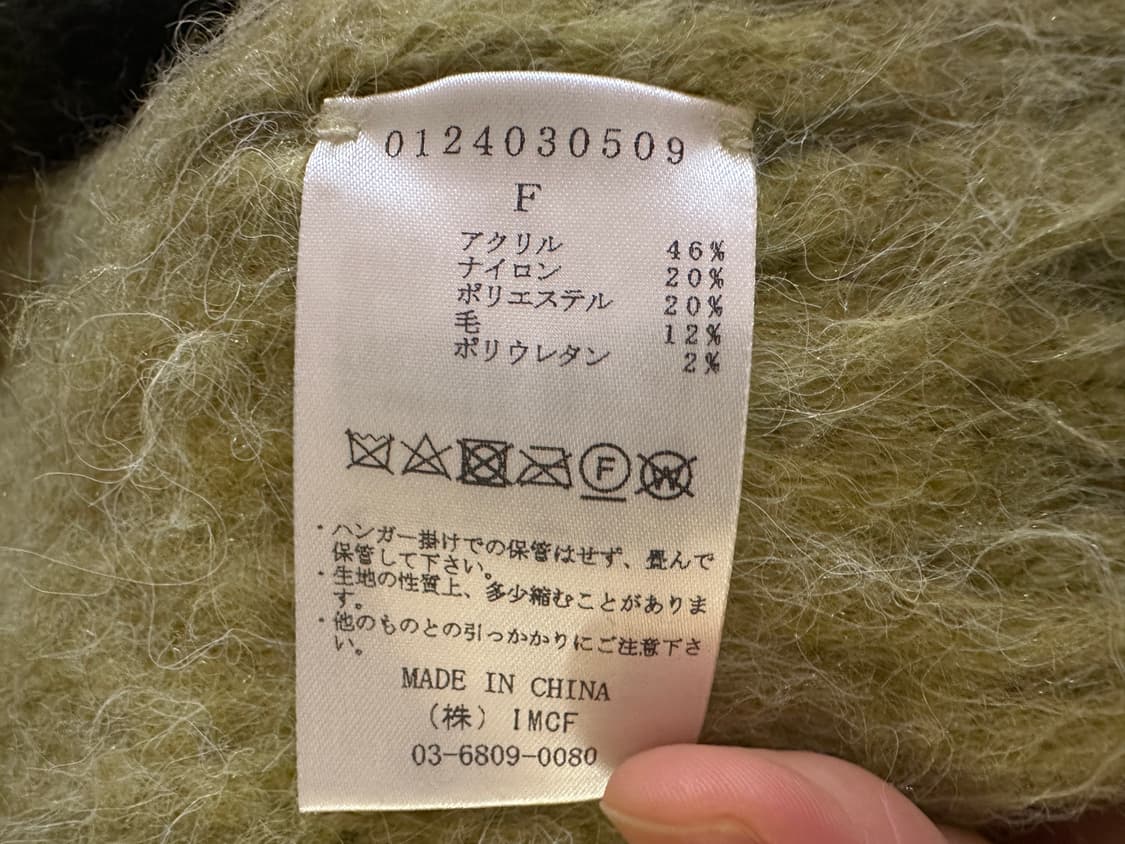 0124030509
F
アクリル 46%
ナイロン 20%
ポリエステル 20%
毛 12%
ポリウレタン 2%
F W
・ハンガー掛けでの保管はせず、畳んで
保管して下さい。
・生地の性質上、多少縮むことがありま
す。
・他のものとの引っかかりにご注意下さ
い。
MADE IN CHINA
（株）IMCF
03-6809-0080